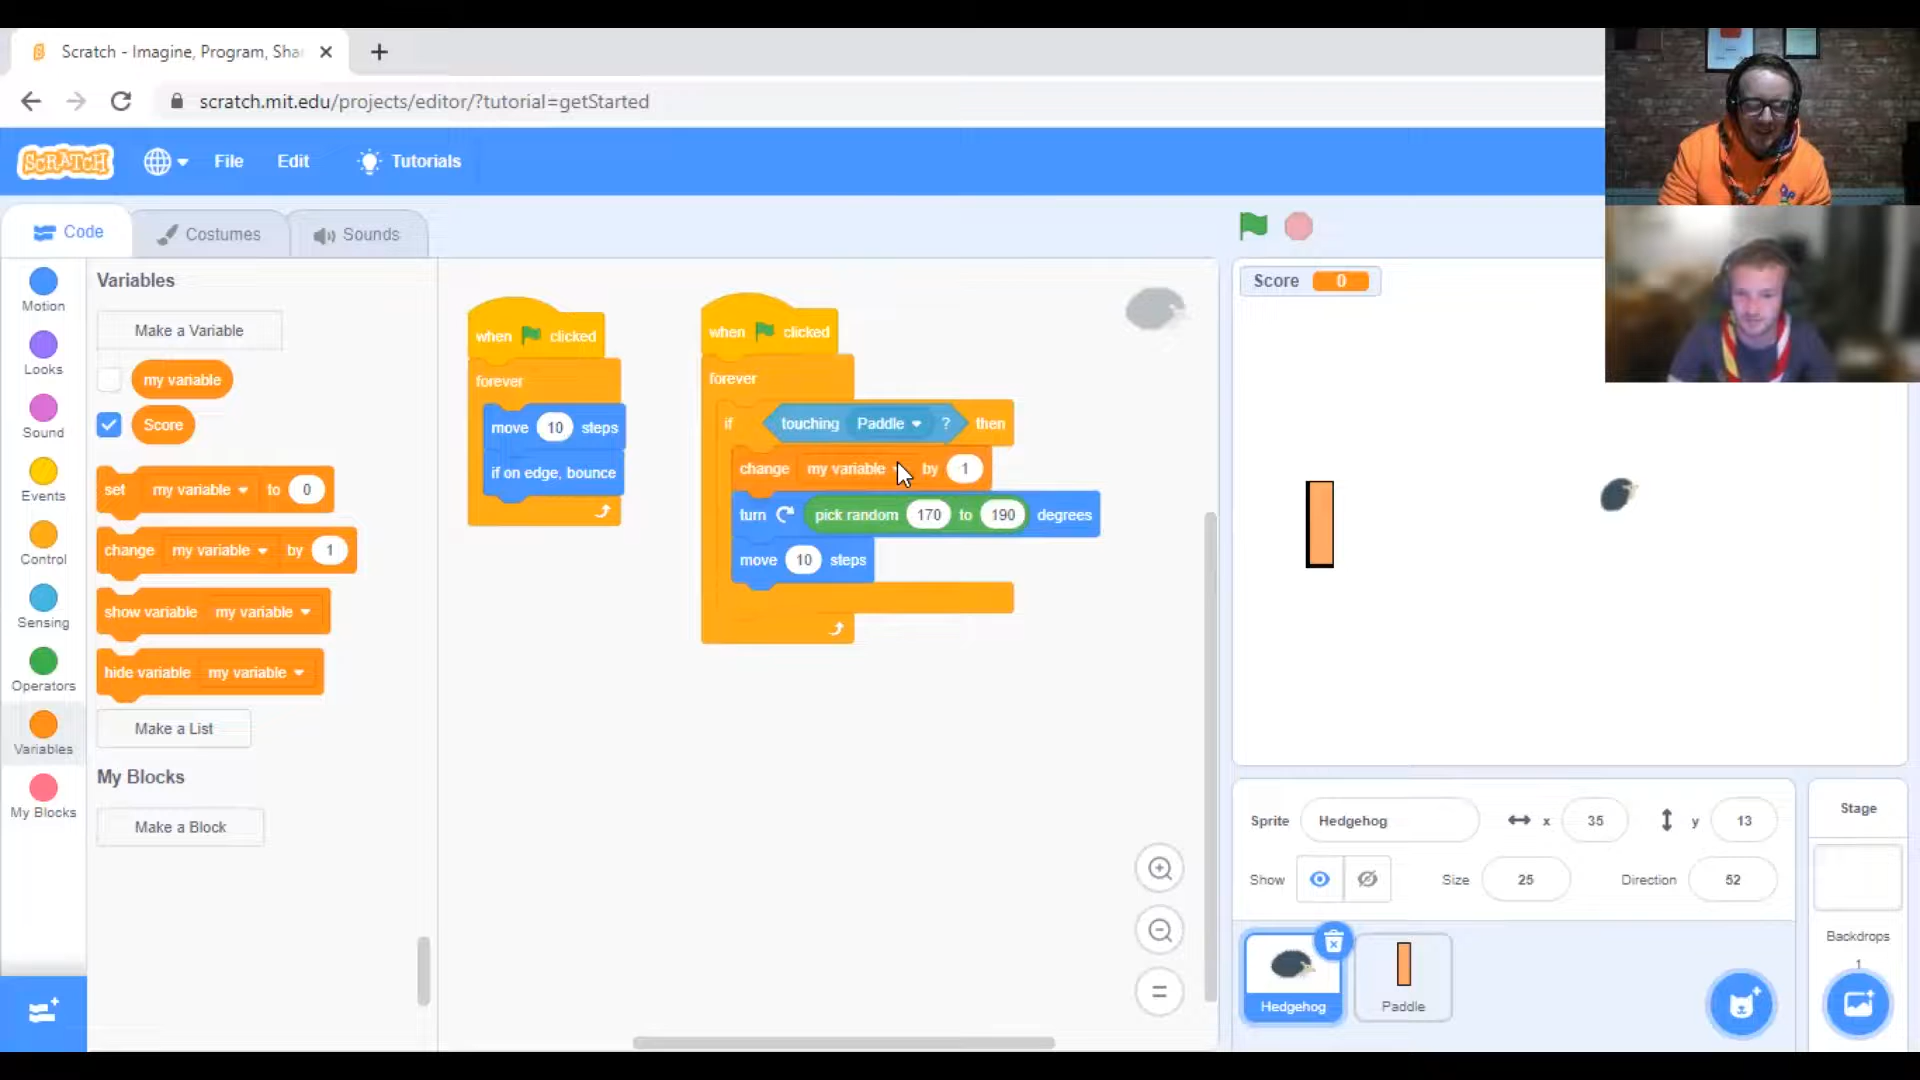 Scratch - Imagine, Program, Sha
scratch.mit.edu/projects/editor/?tutorial=getStarted
SCRATCH
File
Edit
Tutorials
Code
Costumes
Sounds
Motion
Looks
Sound
Events
Control
Sensing
Operators
Variables
My Blocks
Variables
Make a Variable
my variable
Score
set my variable to 0
change my variable by 1
show variable my variable
hide variable my variable
Make a List
My Blocks
Make a Block
when clicked
forever
move 10 steps
if on edge, bounce
when clicked
forever
if touching Paddle ? then
change my variable by 1
turn pick random 170 to 190 degrees
move 10 steps
Score 0
Sprite Hedgehog x 35 y 13
Show Size 25 Direction 52
Hedgehog
Paddle
Stage
Backdrops
1